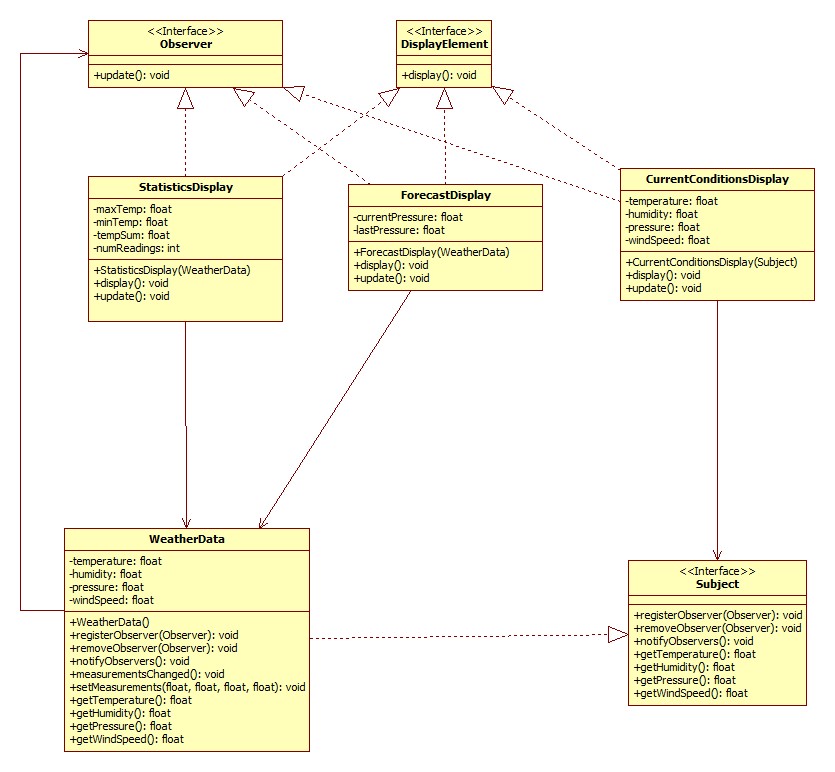 <<Interface>>
Observer
+update(): void
<<Interface>>
DisplayElement
+display(): void
StatisticsDisplay
-maxTemp: float
-minTemp: float
-tempSum: float
-numReadings: int
+StatisticsDisplay(WeatherData)
+display(): void
+update(): void
ForecastDisplay
-currentPressure: float
-lastPressure: float
+ForecastDisplay(WeatherData)
+display(): void
+update(): void
CurrentConditionsDisplay
-temperature: float
-humidity: float
-pressure: float
-windSpeed: float
+CurrentConditionsDisplay(Subject)
+display(): void
+update(): void
WeatherData
-temperature: float
-humidity: float
-pressure: float
-windSpeed: float
+WeatherData()
+registerObserver(Observer): void
+removeObserver(Observer): void
+notifyObservers(): void
+measurementsChanged(): void
+setMeasurements(float, float, float, float): void
+getTemperature(): float
+getHumidity(): float
+getPressure(): float
+getWindSpeed(): float
<<Interface>>
Subject
+registerObserver(Observer): void
+removeObserver(Observer): void
+notifyObservers(): void
+getTemperature(): float
+getHumidity(): float
+getPressure(): float
+getWindSpeed(): float